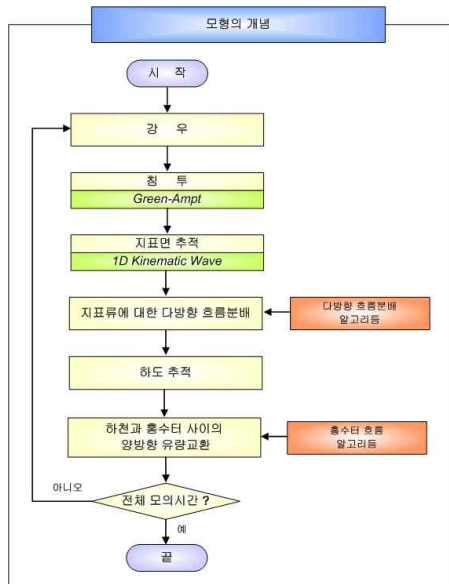 모형의 개념
시 작
강 우
침 투
Green-Ampt
지표면 추적
1D Kinematic Wave
지표류에 대한 다방향 흐름분배
다방향 흐름분배
알고리듬
하도 추적
하천과 홍수터 사이의
양방향 유량교환
홍수터 흐름
알고리듬
아니오
전체 모의시간 ?
예
끝